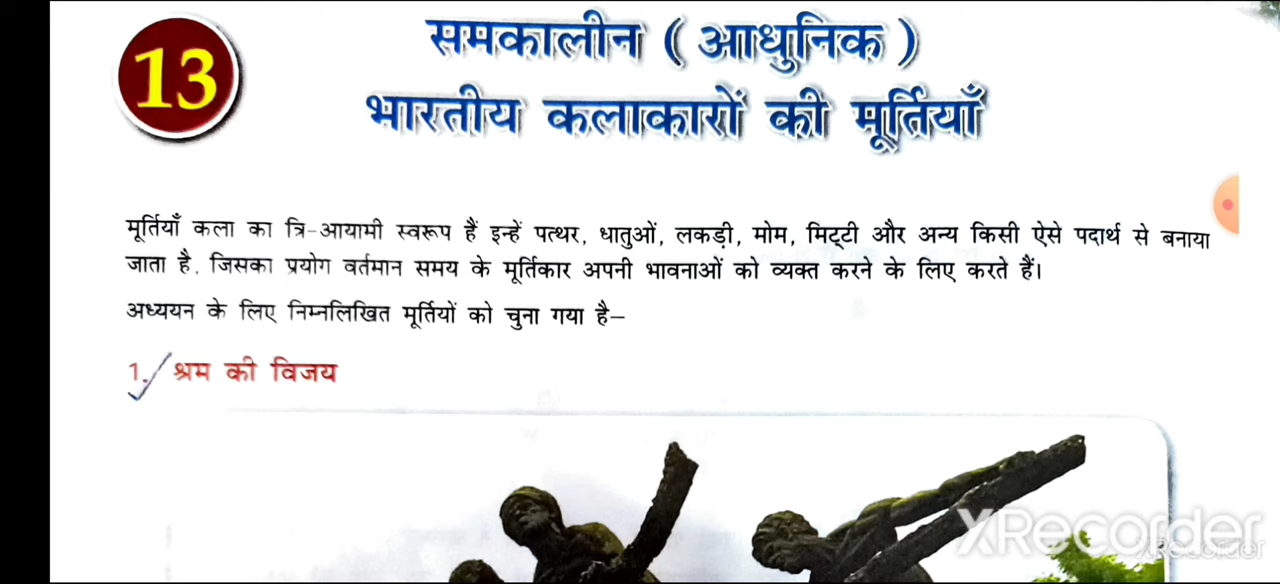 13
समकालीन ( आधुनिक )
भारतीय कलाकारों की मूर्तियाँ
मूर्तियाँ कला का त्रि-आयामी स्वरूप हैं इन्हें पत्थर, धातुओं, लकड़ी, मोम, मिट्टी और अन्य किसी ऐसे पदार्थ से बनाया
जाता है, जिसका प्रयोग वर्तमान समय के मूर्तिकार अपनी भावनाओं को व्यक्त करने के लिए करते हैं।
अध्ययन के लिए निम्नलिखित मूर्तियों को चुना गया है–
1. श्रम की विजय
XRecorder
XRecorder